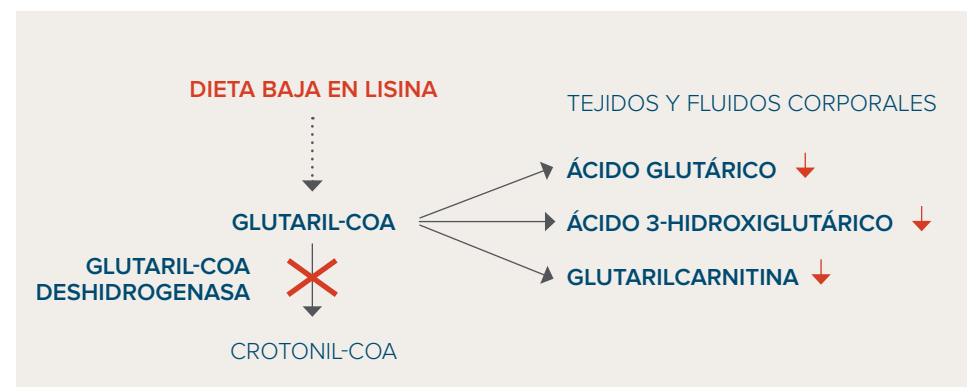 DIETA BAJA EN LISINA
TEJIDOS Y FLUIDOS CORPORALES
ÁCIDO GLUTÁRICO
GLUTARIL-COA
ÁCIDO 3-HIDROXIGLUTÁRICO
GLUTARIL-COA
DESHIDROGENASA
GLUTARILCARNITINA
CROTONIL-COA